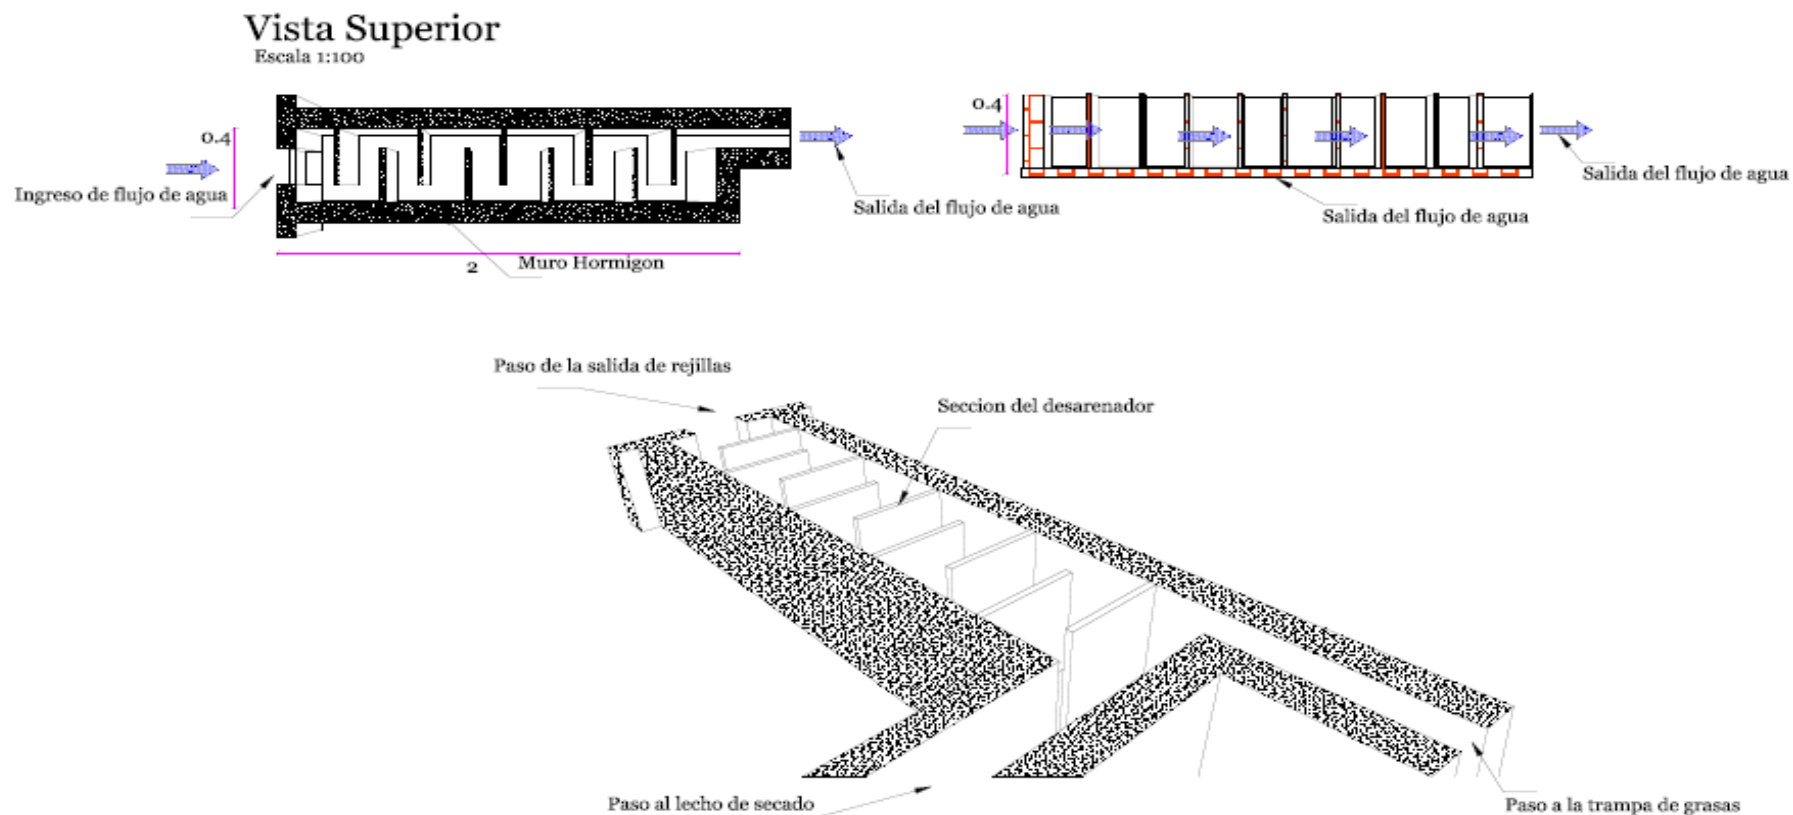 Vista Superior
Escala 1:100
0.4
Ingreso de flujo de agua
Salida del flujo de agua
2
Muro Hormigon
0.4
Salida del flujo de agua
Salida del flujo de agua
Paso de la salida de rejillas
Seccion del desarenador
Paso al lecho de secado
Paso a la trampa de grasas